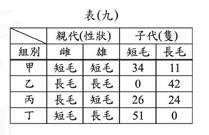 表(九)
親代(性狀) 子代(隻)
組別 雌 雄 短毛 長毛
甲 短毛 短毛 34 11
乙 長毛 長毛 0 42
丙 長毛 短毛 26 24
丁 短毛 長毛 51 0